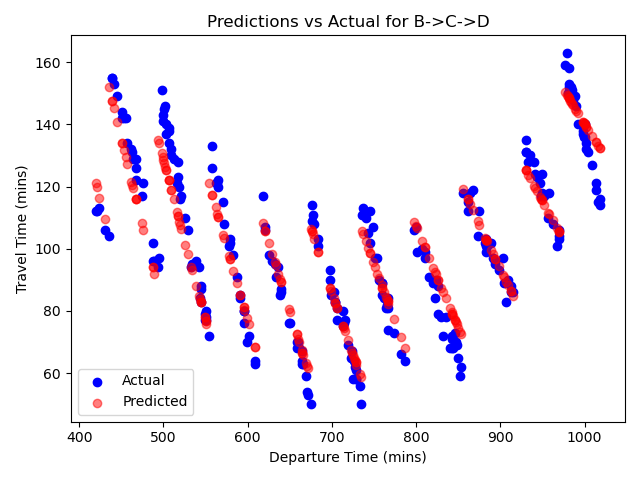 Predictions vs Actual for B->C->D
Travel Time (mins)
160
140
120
100
80
60
Actual
Predicted
400
500
600
700
800
900
1000
Departure Time (mins)